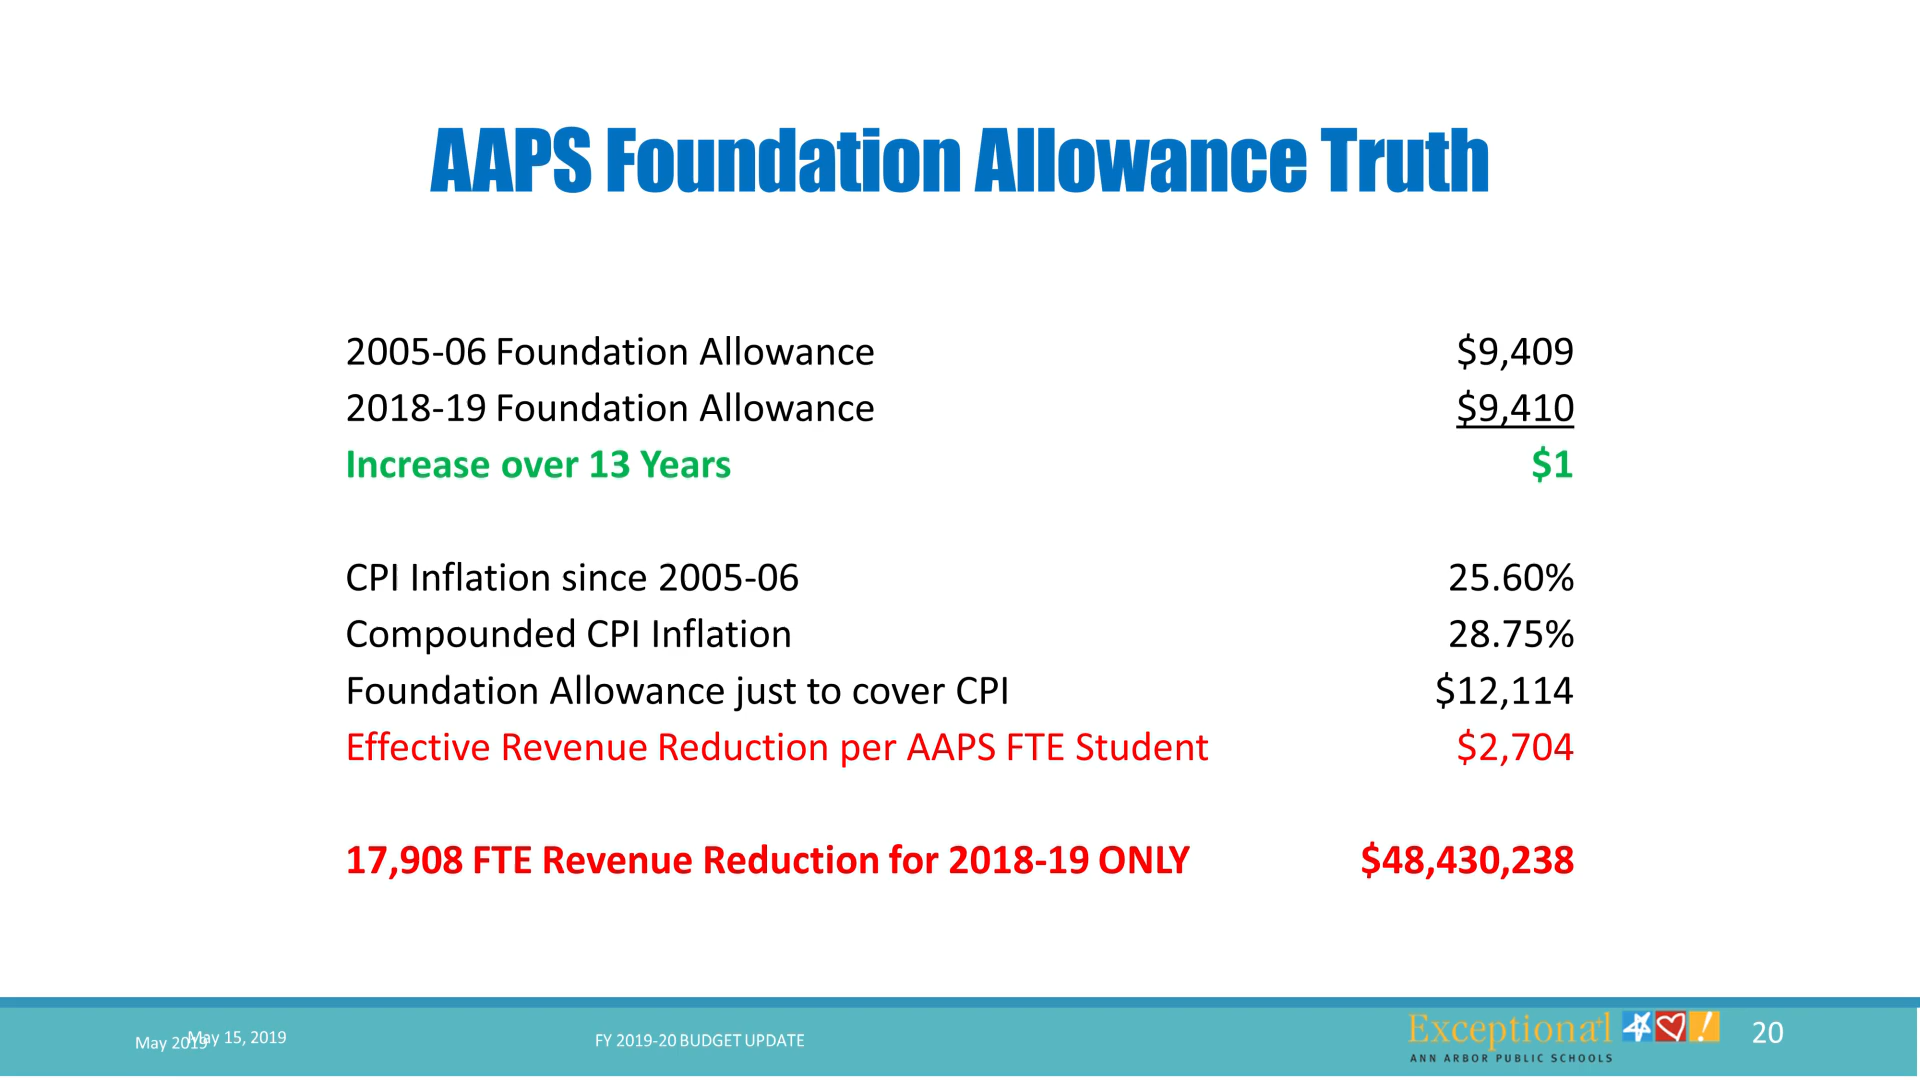 AAPS Foundation Allowance Truth
2005-06 Foundation Allowance $9,409
2018-19 Foundation Allowance $9,410
Increase over 13 Years $1
CPI Inflation since 2005-06 25.60%
Compounded CPI Inflation 28.75%
Foundation Allowance just to cover CPI $12,114
Effective Revenue Reduction per AAPS FTE Student $2,704
17,908 FTE Revenue Reduction for 2018-19 ONLY $48,430,238
May 2019
May 15, 2019
FY 2019-20 BUDGET UPDATE
Exceptional
ANN ARBOR PUBLIC SCHOOLS
20